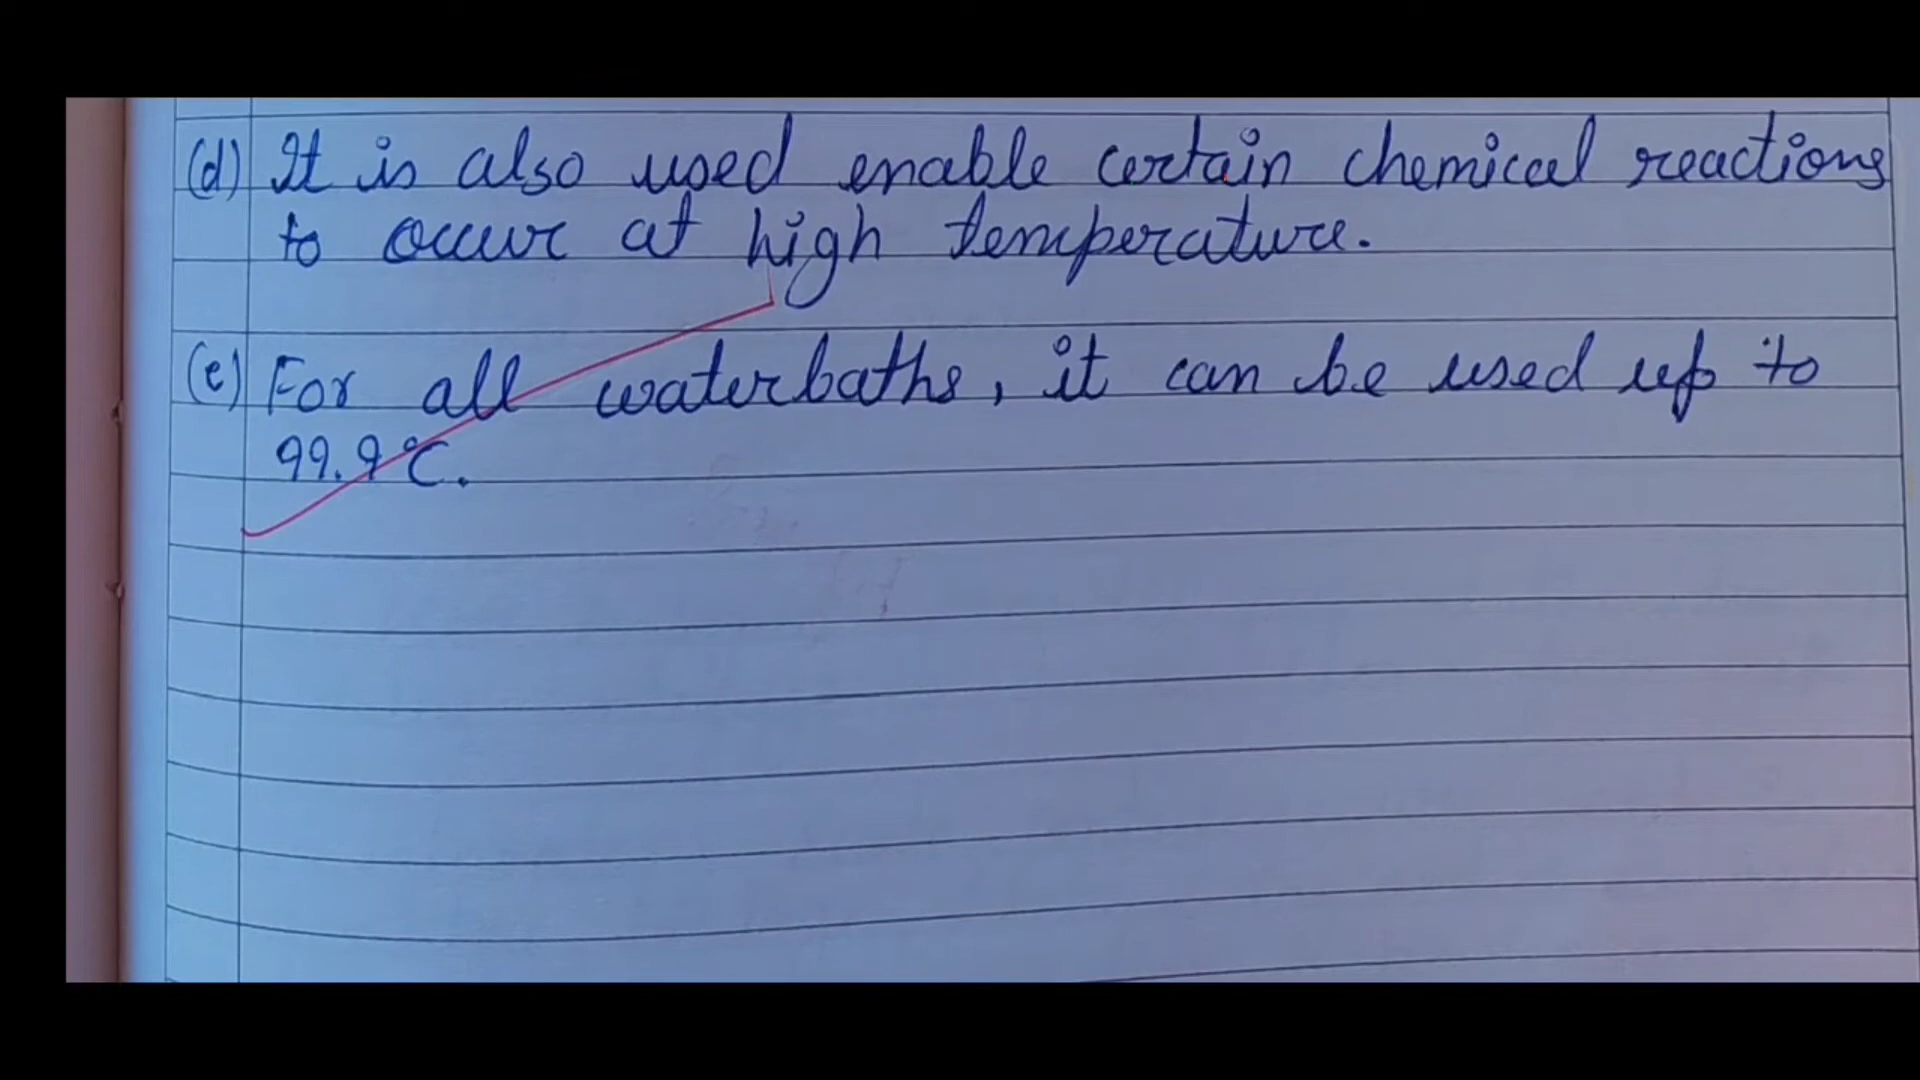 (d) It is also used enable certain chemical reactions
to occur at high temperature.
(e) For all waterbaths, it can be used up to
99.9°C.